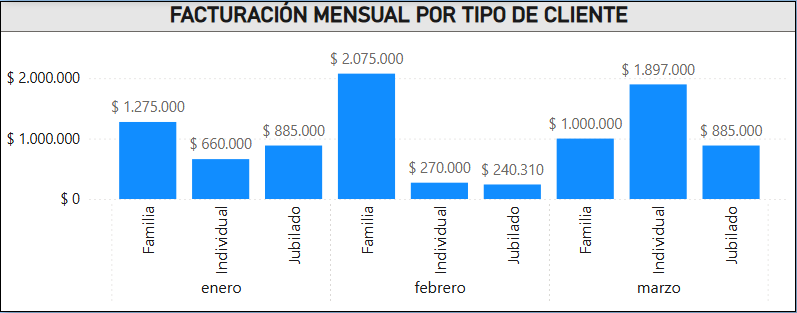 FACTURACIÓN MENSUAL POR TIPO DE CLIENTE
$ 2.000.000
$ 1.000.000
$ 0
$ 1.275.000
$ 660.000
$ 885.000
$ 2.075.000
$ 270.000
$ 240.310
$ 1.000.000
$ 1.897.000
$ 885.000
Familia
Individual
Jubilado
Familia
Individual
Jubilado
Familia
Individual
Jubilado
enero
febrero
marzo